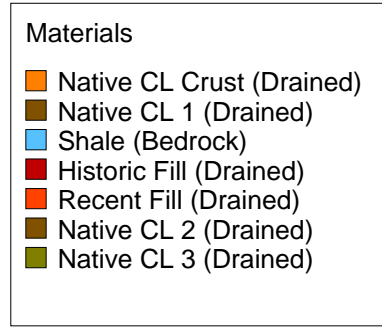 Materials
Native CL Crust (Drained)
Native CL 1 (Drained)
Shale (Bedrock)
Historic Fill (Drained)
Recent Fill (Drained)
Native CL 2 (Drained)
Native CL 3 (Drained)